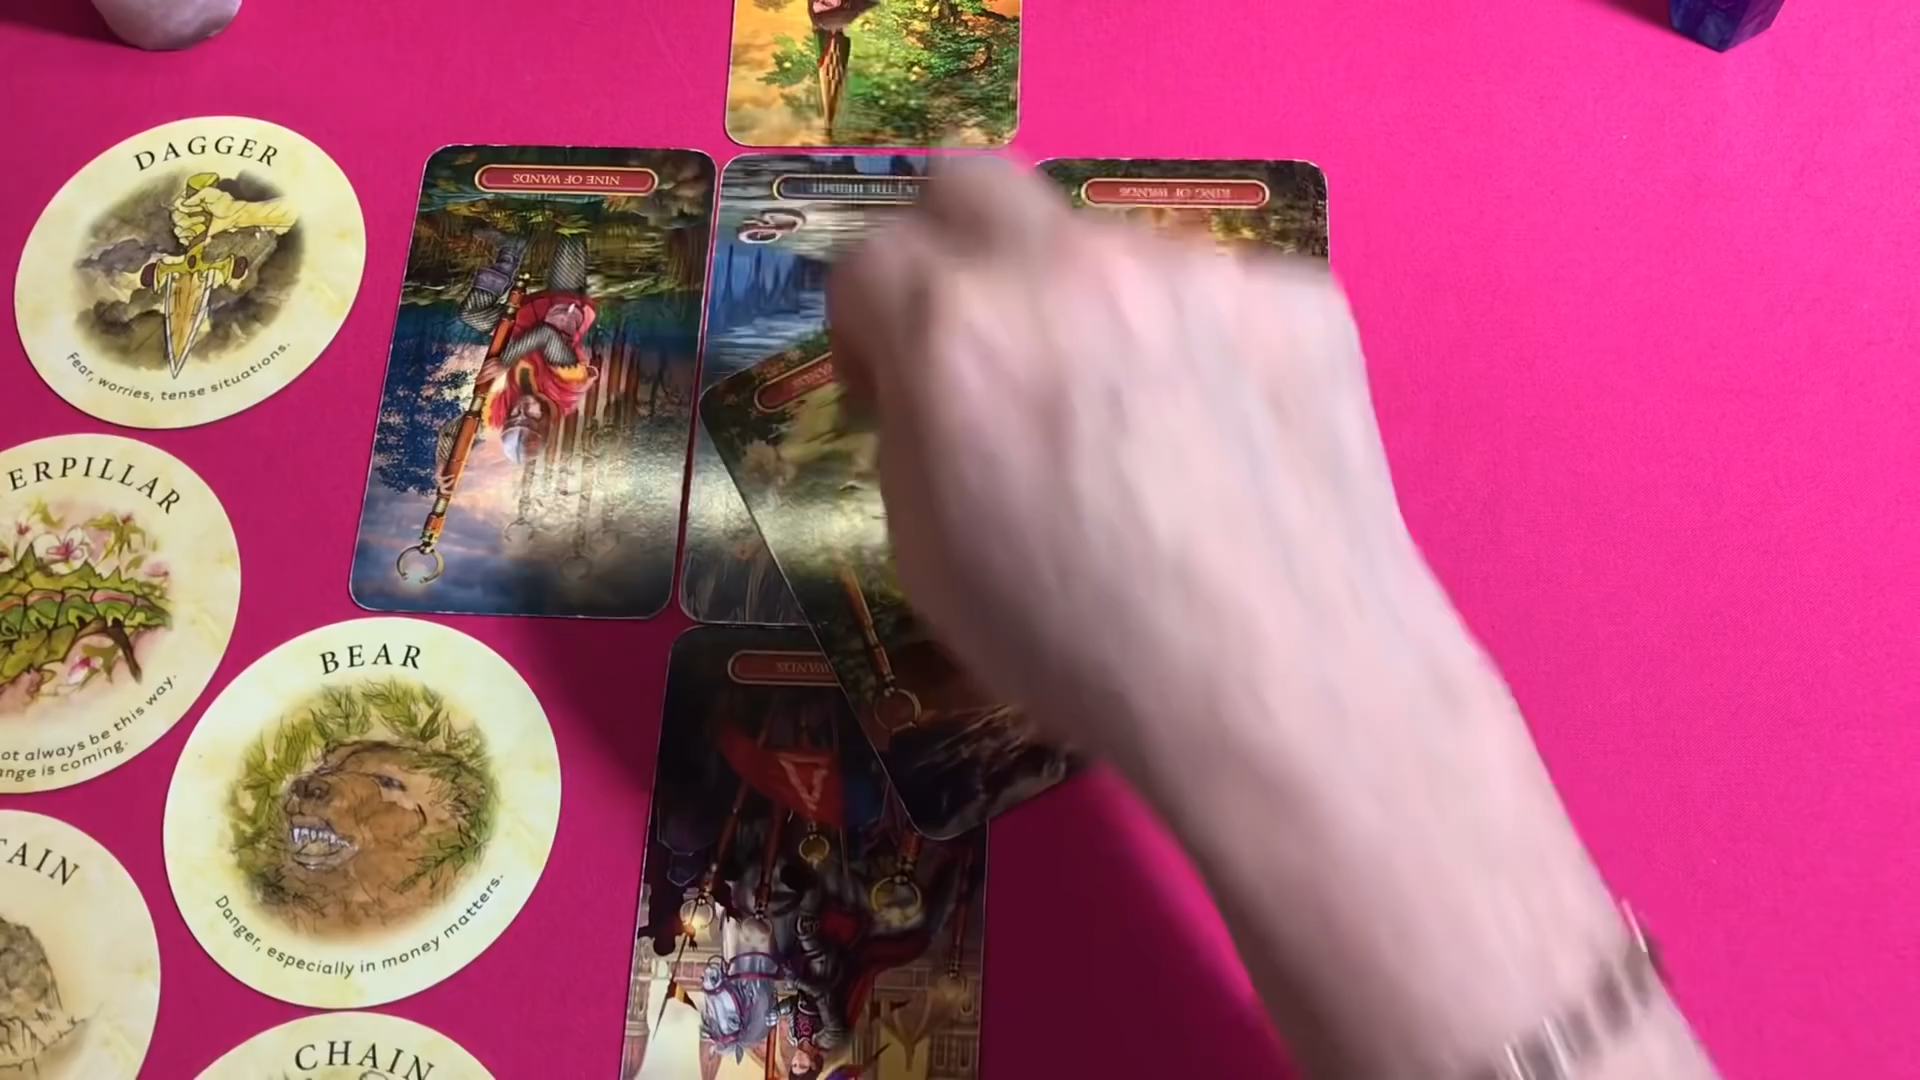 DAGGER
Fear, worries, tense situations.
NINE OF WANDS
KING OF WANDS
ERPILLAR
ot always be this way.
ange is coming.
BEAR
Danger, especially in money matters.
WANDS
TAIN
CHAIN